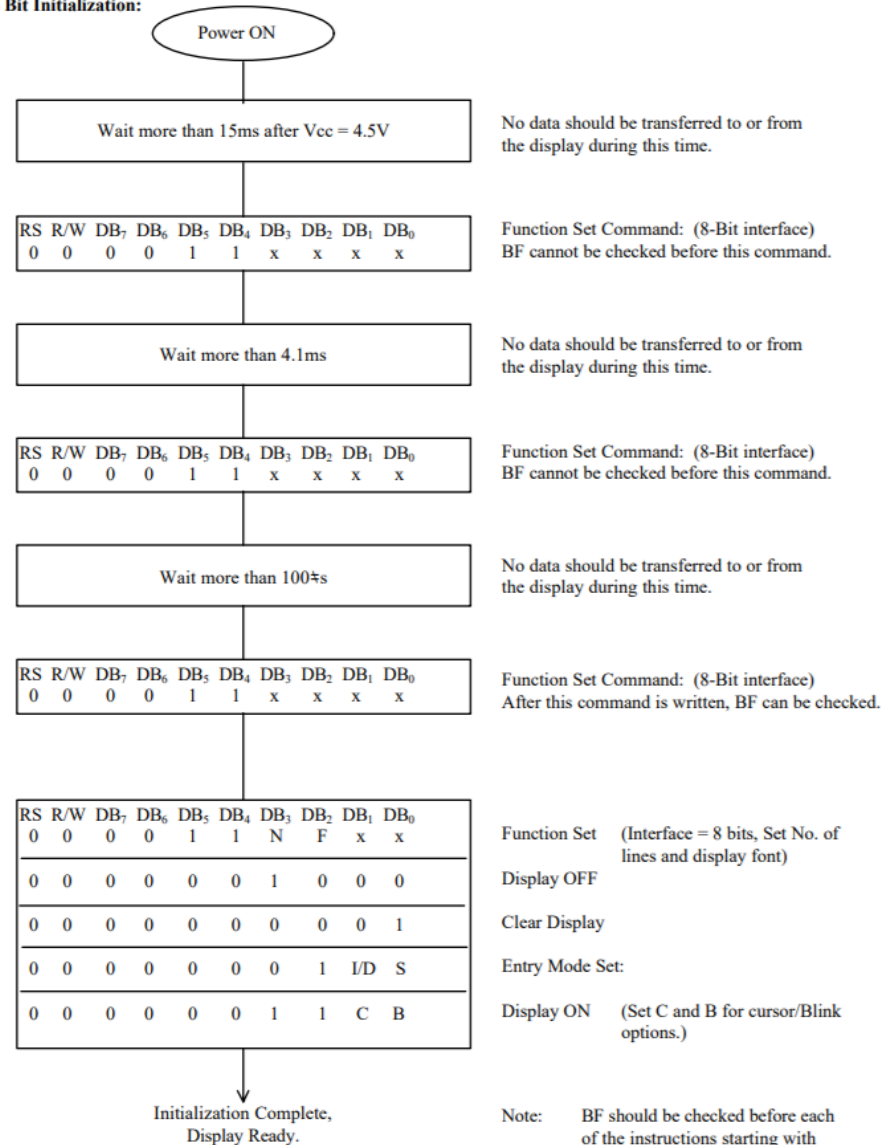 Bit Initialization:
Power ON
Wait more than 15ms after Vcc = 4.5V
No data should be transferred to or from
the display during this time.
RS R/W DB₇ DB₆ DB₅ DB₄ DB₃ DB₂ DB₁ DB₀
0 0 0 0 1 1 x x x x
Function Set Command: (8-Bit interface)
BF cannot be checked before this command.
Wait more than 4.1ms
No data should be transferred to or from
the display during this time.
RS R/W DB₇ DB₆ DB₅ DB₄ DB₃ DB₂ DB₁ DB₀
0 0 0 0 1 1 x x x x
Function Set Command: (8-Bit interface)
BF cannot be checked before this command.
Wait more than 100⍕s
No data should be transferred to or from
the display during this time.
RS R/W DB₇ DB₆ DB₅ DB₄ DB₃ DB₂ DB₁ DB₀
0 0 0 0 1 1 x x x x
Function Set Command: (8-Bit interface)
After this command is written, BF can be checked.
RS R/W DB₇ DB₆ DB₅ DB₄ DB₃ DB₂ DB₁ DB₀
0 0 0 0 1 1 N F x x
Function Set (Interface = 8 bits, Set No. of
lines and display font)
0 0 0 0 0 0 1 0 0 0
Display OFF
0 0 0 0 0 0 0 0 0 1
Clear Display
0 0 0 0 0 0 0 1 I/D S
Entry Mode Set:
0 0 0 0 0 0 1 1 C B
Display ON (Set C and B for cursor/Blink
options.)
Initialization Complete,
Display Ready.
Note: BF should be checked before each
of the instructions starting with